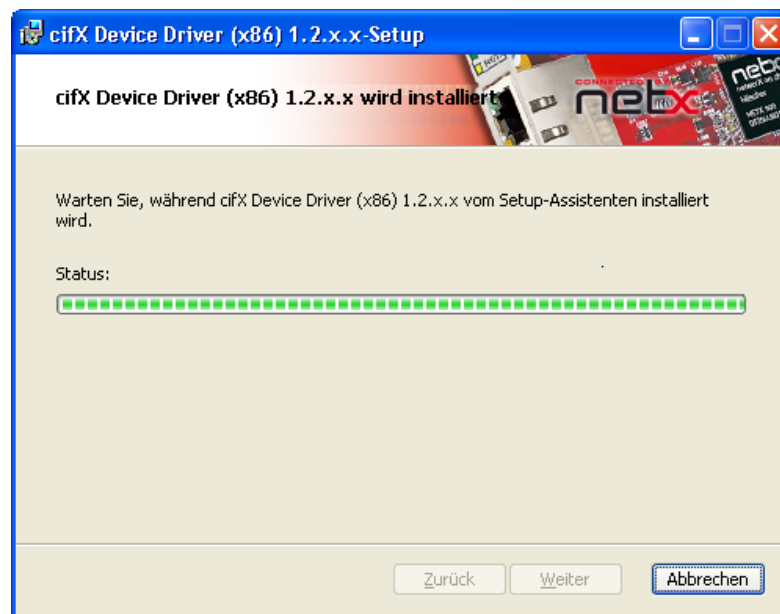 cifX Device Driver (x86) 1.2.x.x-Setup
cifX Device Driver (x86) 1.2.x.x wird installiert
CONNECTED
netx
Warten Sie, während cifX Device Driver (x86) 1.2.x.x vom Setup-Assistenten installiert
wird.
Status:
Zurück
Weiter
Abbrechen